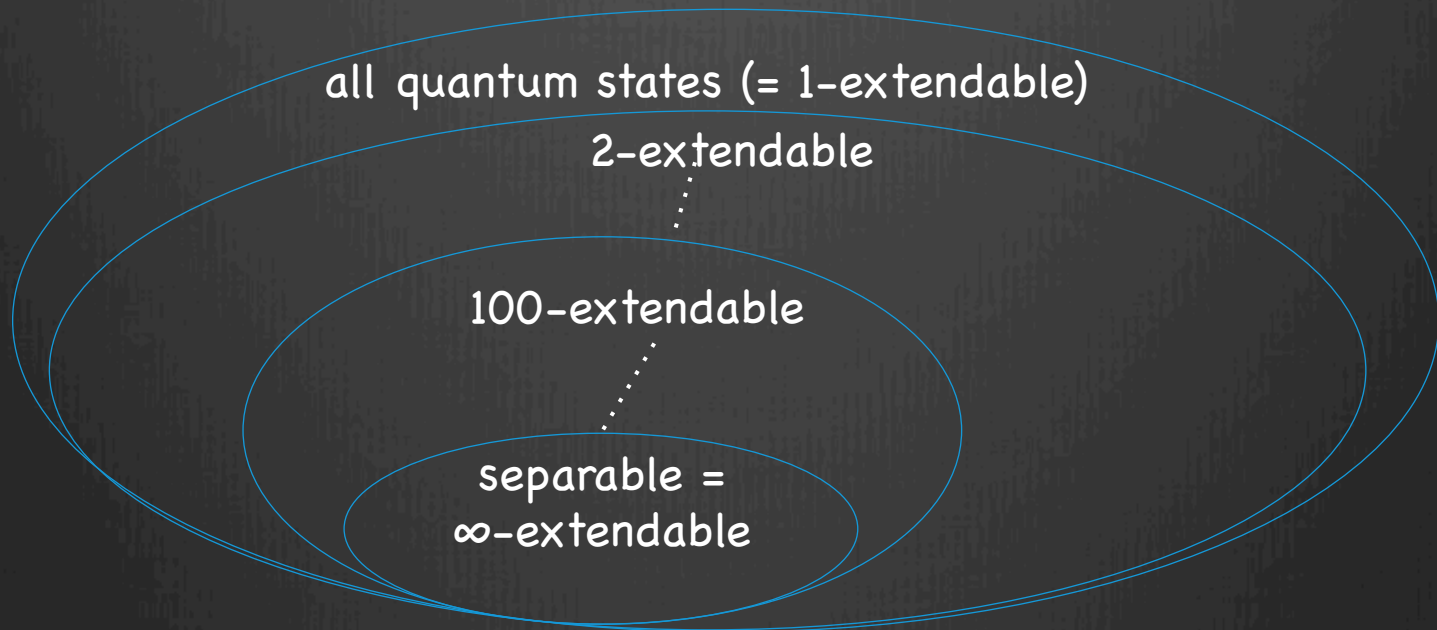 all quantum states (= 1-extendable)
2-extendable
100-extendable
separable =
∞-extendable